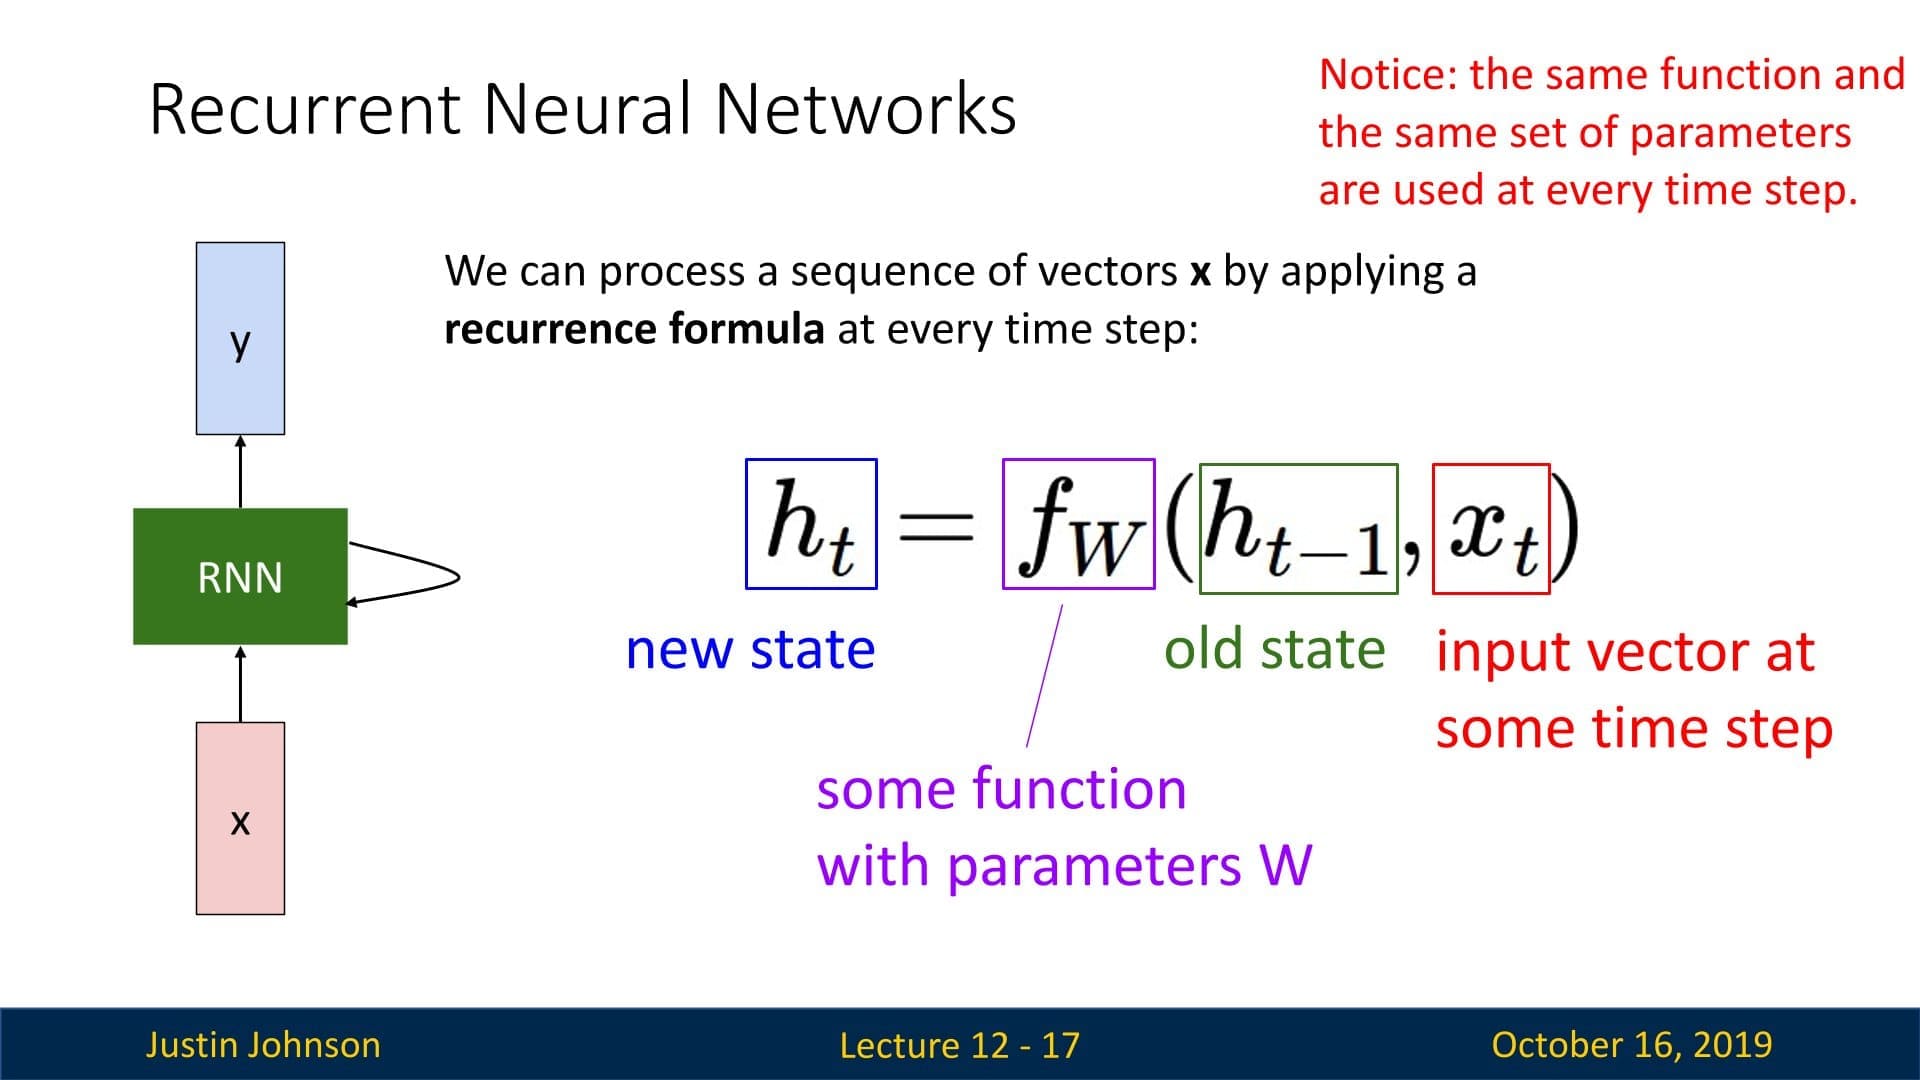 Recurrent Neural Networks
Notice: the same function and
the same set of parameters
are used at every time step.
We can process a sequence of vectors x by applying a
recurrence formula at every time step:
y
RNN
x
h_t = f_W(h_{t-1}, x_t)
new state
old state
input vector at
some time step
some function
with parameters W
Justin Johnson
Lecture 12 - 17
October 16, 2019